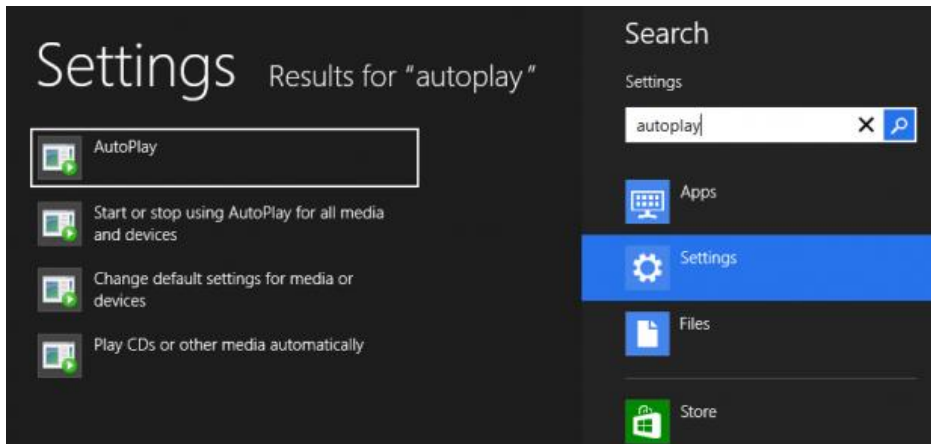 Settings Results for "autoplay"
AutoPlay
Start or stop using AutoPlay for all media
and devices
Change default settings for media or
devices
Play CDs or other media automatically
Search
Settings
autoplay
Apps
Settings
Files
Store